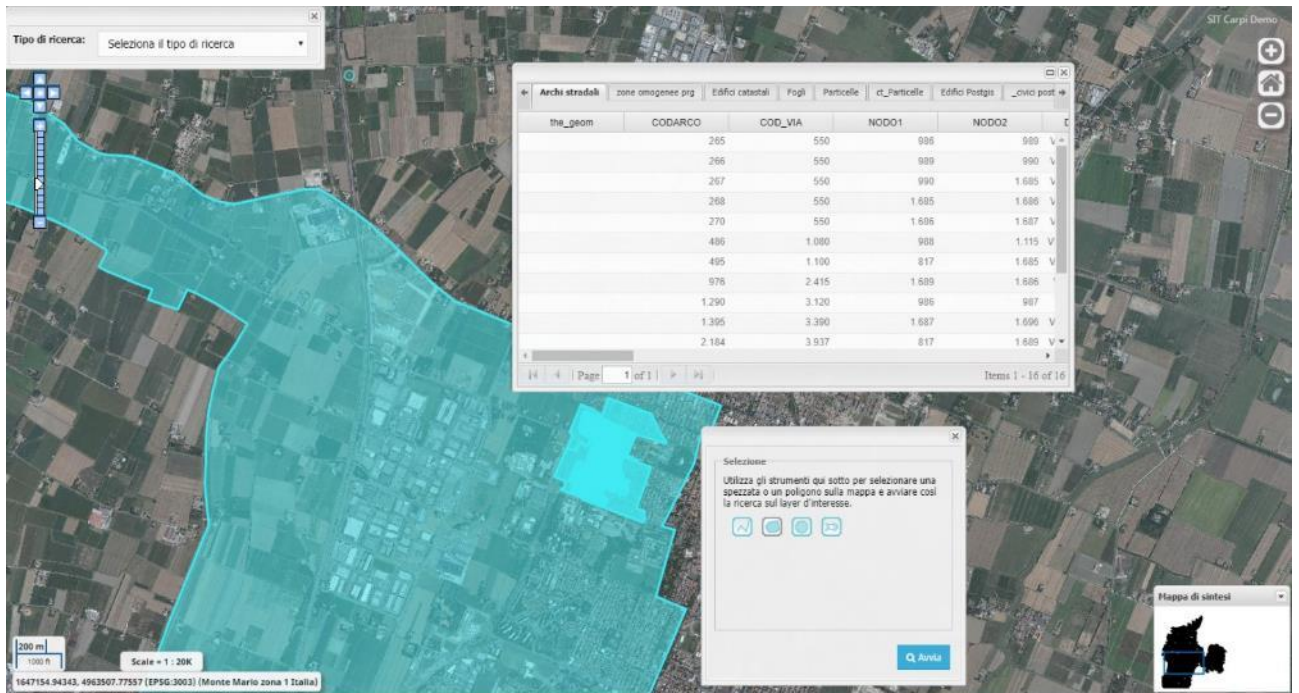 Tipo di ricerca: Seleziona il tipo di ricerca
SIT Carpi Demo
Archi stradali zone omogenee prg Edifici catastali Fogli Particelle ct_Particelle Edifici Postgis _civici post
the_geom CODARCO COD_VIA NODO1 NODO2 D
265 550 986 989 V
266 550 989 990 V
267 550 990 1.685 V
268 550 1.685 1.686 V
270 550 1.686 1.687 V
486 1.080 988 1.115 V
495 1.100 817 1.685 V
976 2.415 1.689 1.686
1.290 3.120 986 987
1.395 3.390 1.687 1.696 V
2.184 3.937 817 1.689 V
Page 1 of 1 Items 1 - 16 of 16
Selezione
Utilizza gli strumenti qui sotto per selezionare una
spezzata o un poligono sulla mappa e avviare così
la ricerca sul layer d'interesse.
Avvia
Mappa di sintesi
200 m
1000 ft
Scale = 1 : 20K
1647154.94343, 4963507.77557 (EPSG:3003) (Monte Mario zona 1 Italia)